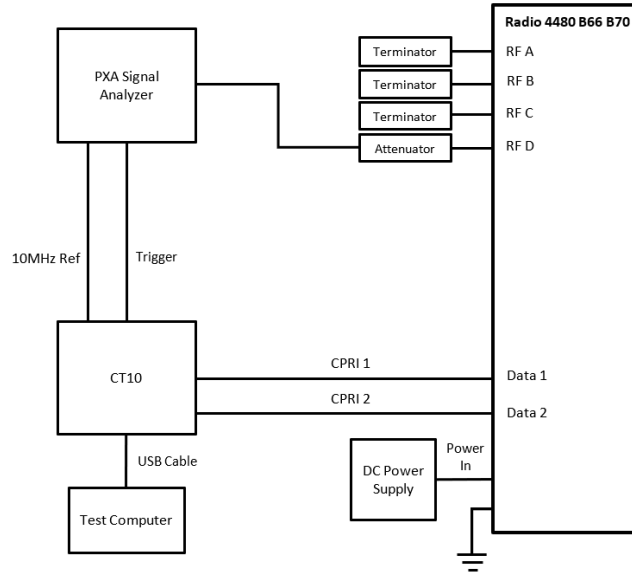 Radio 4480 B66 B70
PXA Signal
Analyzer
Terminator
RF A
Terminator
RF B
Terminator
RF C
Attenuator
RF D
10MHz Ref
Trigger
CT10
CPRI 1
Data 1
CPRI 2
Data 2
USB Cable
Power
In
DC Power
Supply
Test Computer